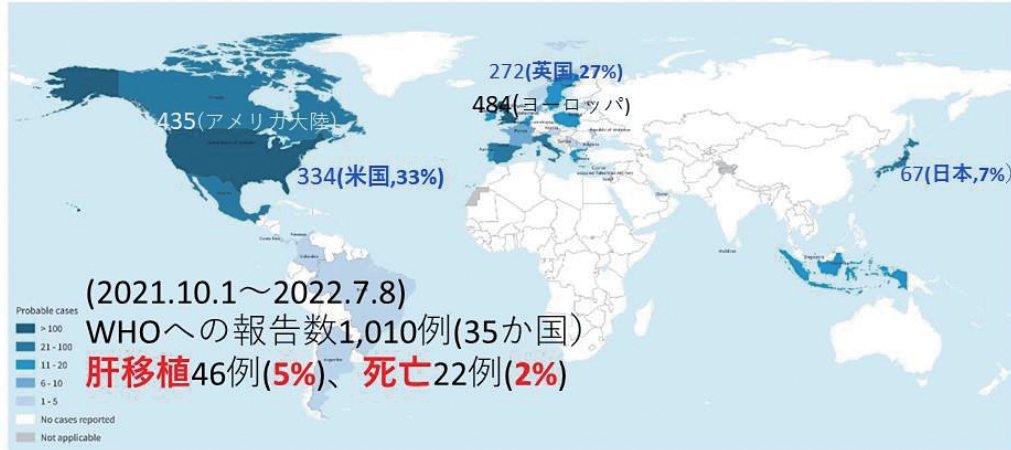 272(英国,27%)
484(ヨーロッパ)
435(アメリカ大陸)
334(米国,33%)
67(日本,7%)
(2021.10.1～2022.7.8)
WHOへの報告数1,010例(35か国)
肝移植46例(5%)、死亡22例(2%)
Probable cases
> 100
21 - 100
11 - 20
6 - 10
1 - 5
No cases reported
Not applicable